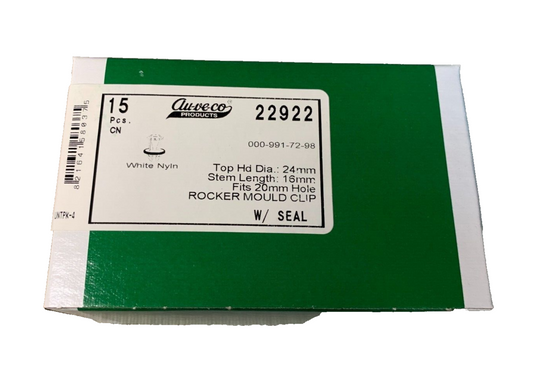 15
Pcs.
CN
Au-ve-co®
PRODUCTS
22922
000-991-72-98
White Nyln
Top Hd Dia.: 24mm
Stem Length: 16mm
Fits 20mm Hole
ROCKER MOULD CLIP
W/ SEAL
UNTPK-A